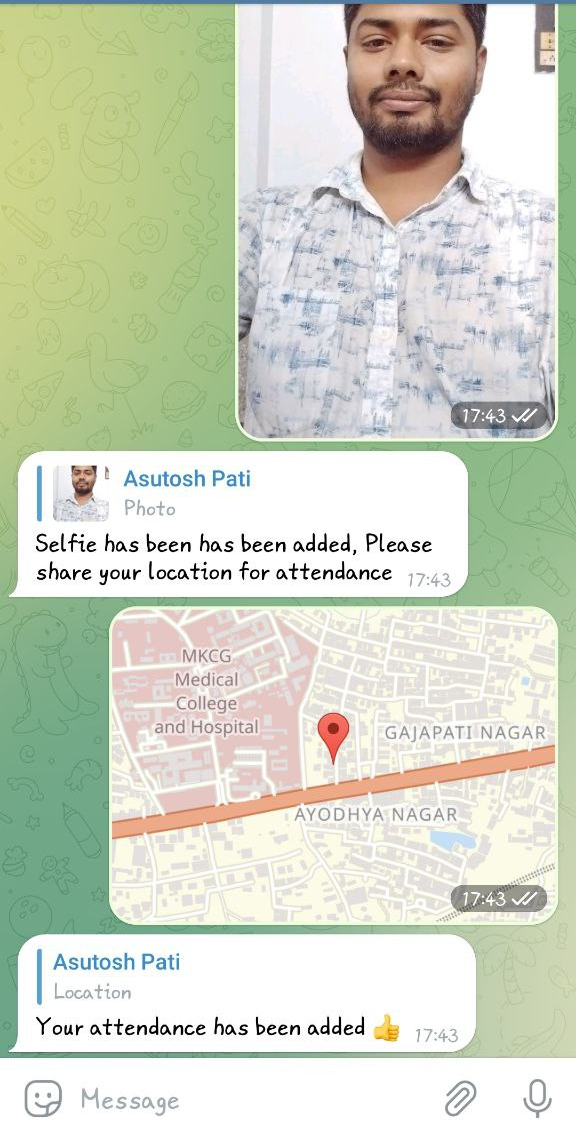 17:43
Asutosh Pati
Photo
Selfie has been has been added, Please
share your location for attendance 17:43
MKCG
Medical
College
and Hospital
GAJAPATI NAGAR
AYODHYA NAGAR
17:43
Asutosh Pati
Location
Your attendance has been added 👍 17:43
Message